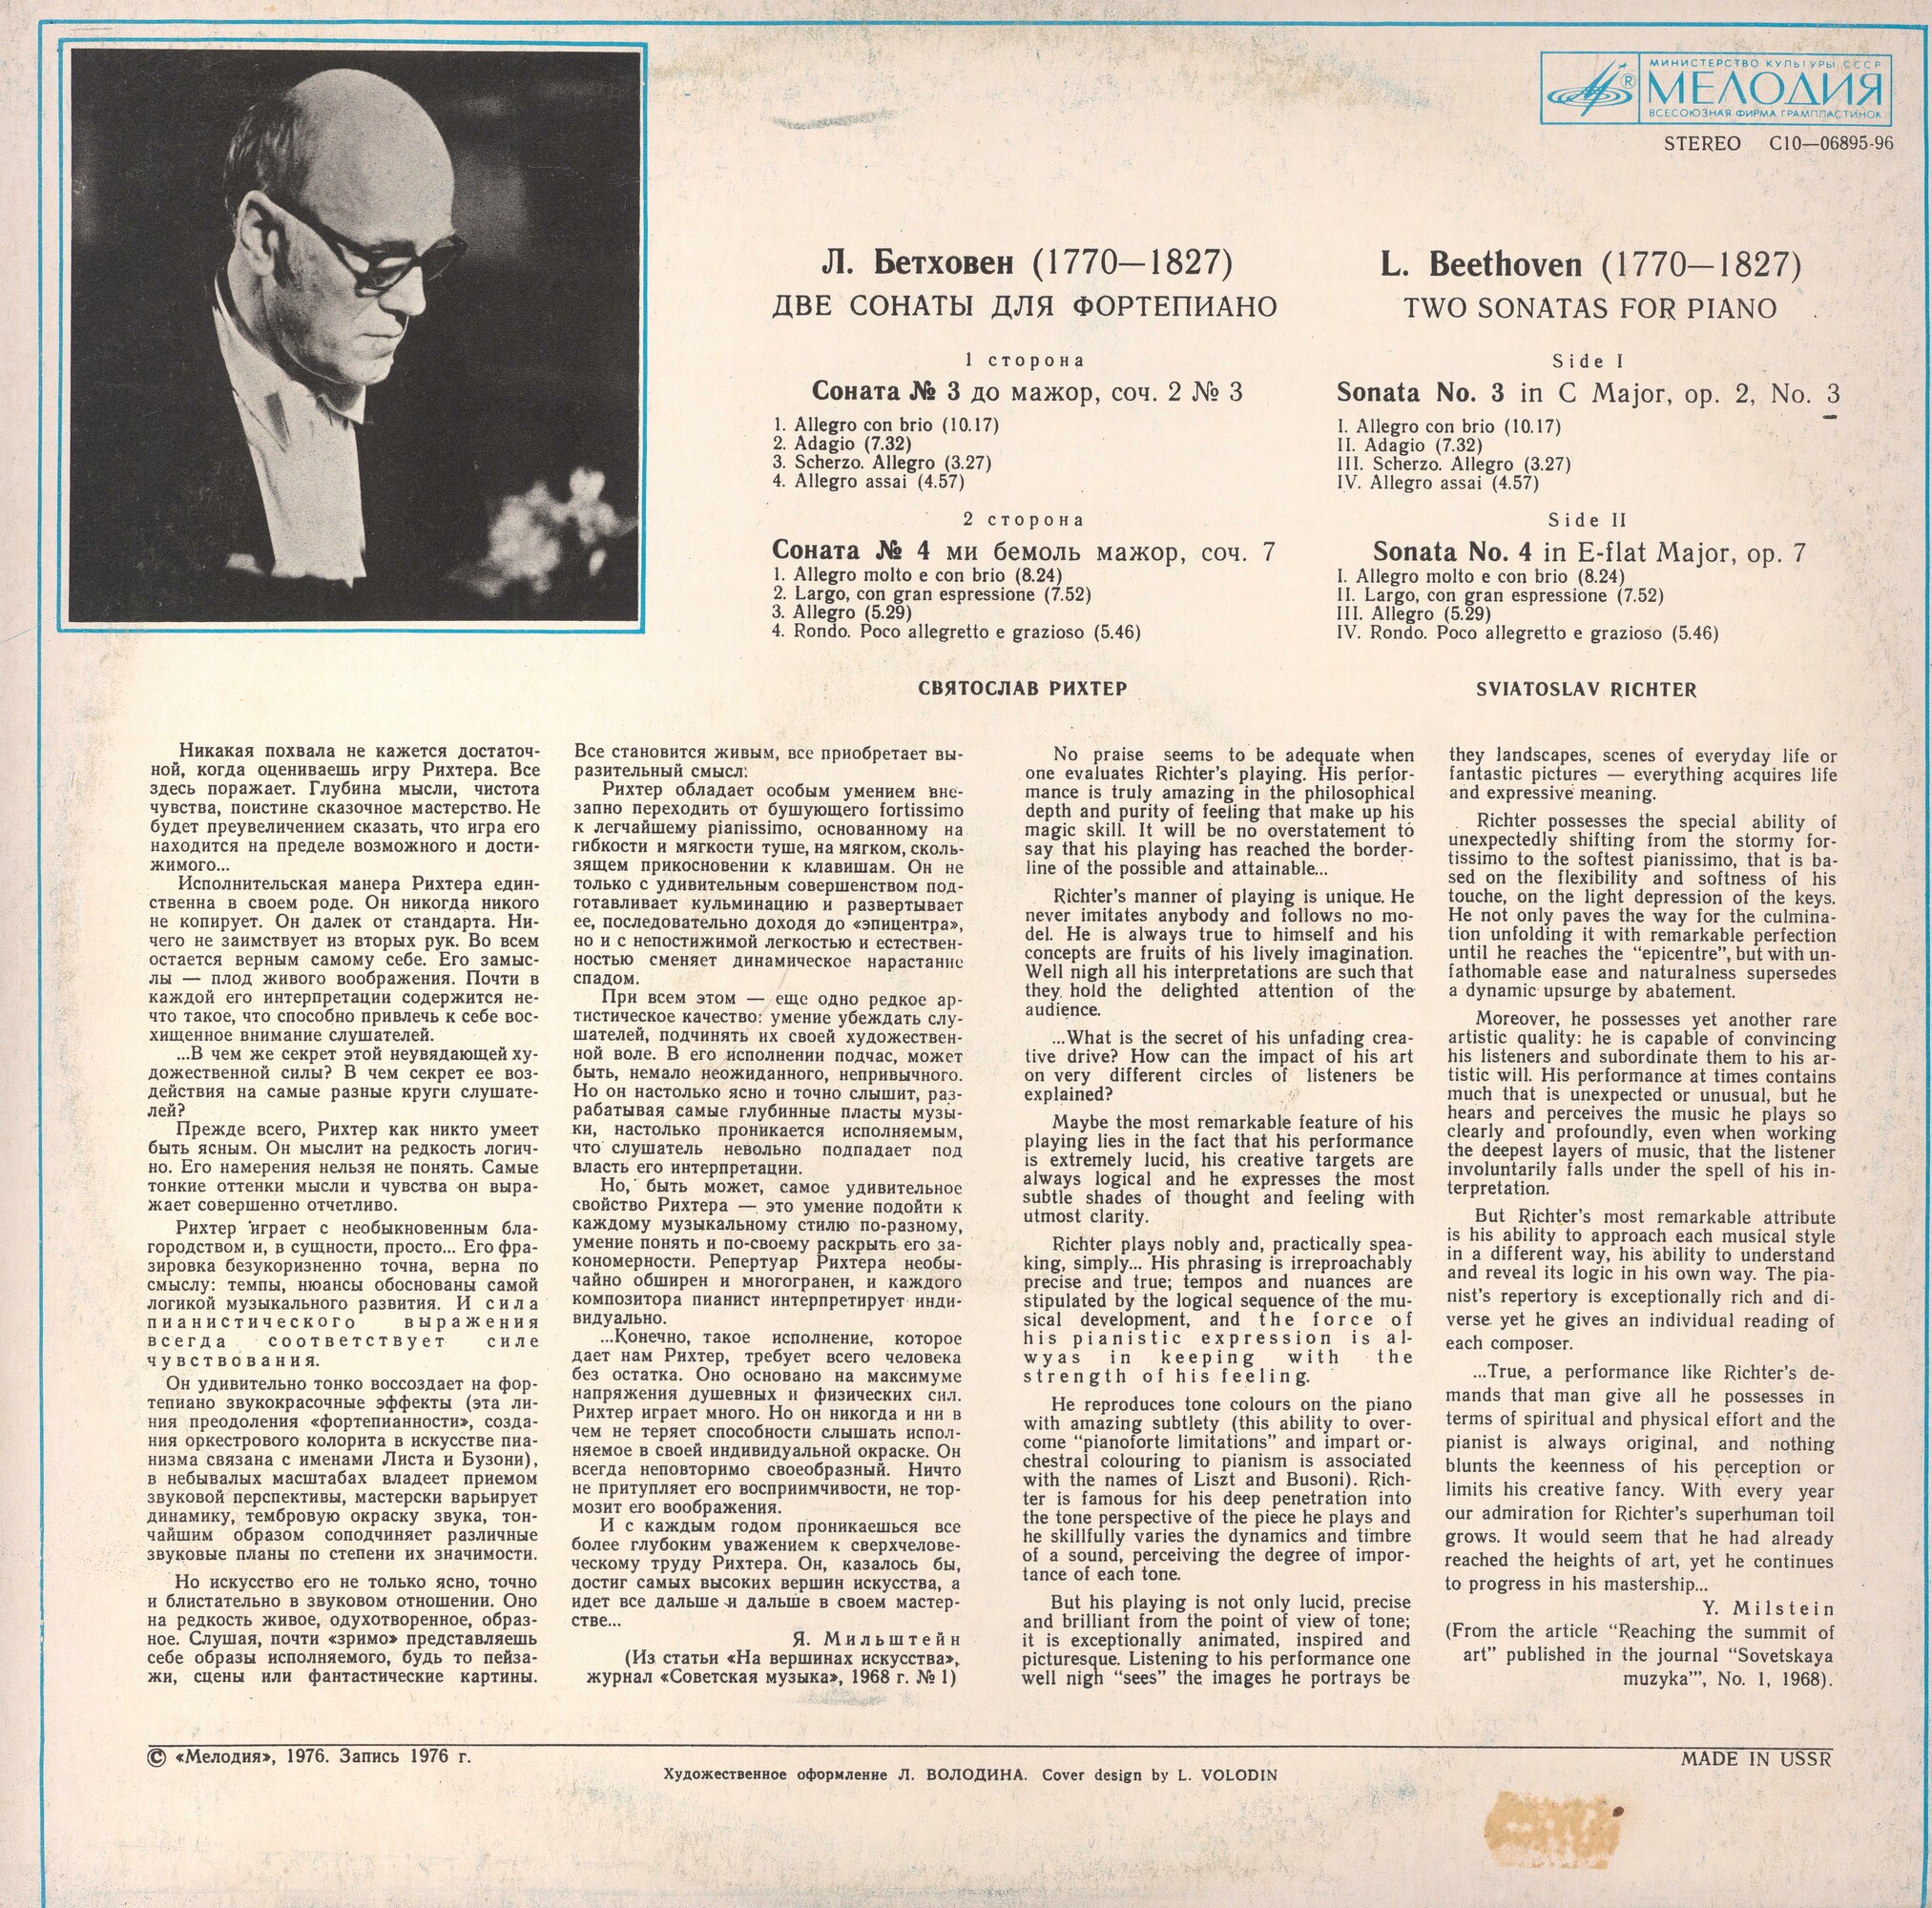 МИНИСТЕРСТВО КУЛЬТУРЫ СССР
МЕЛОДИЯ
ВСЕСОЮЗНАЯ ФИРМА ГРАМПЛАСТИНОК
STEREO С10—06895-96
Л. Бетховен (1770—1827)
ДВЕ СОНАТЫ ДЛЯ ФОРТЕПИАНО
1 сторона
Соната № 3 до мажор, соч. 2 № 3
1. Allegro con brio (10.17)
2. Adagio (7.32)
3. Scherzo. Allegro (3.27)
4. Allegro assai (4.57)
2 сторона
Соната № 4 ми бемоль мажор, соч. 7
1. Allegro molto e con brio (8.24)
2. Largo, con gran espressione (7.52)
3. Allegro (5.29)
4. Rondo. Poco allegretto e grazioso (5.46)
СВЯТОСЛАВ РИХТЕР
L. Beethoven (1770—1827)
TWO SONATAS FOR PIANO
Side I
Sonata No. 3 in C Major, op. 2, No. 3
I. Allegro con brio (10.17)
II. Adagio (7.32)
III. Scherzo. Allegro (3.27)
IV. Allegro assai (4.57)
Side II
Sonata No. 4 in E-flat Major, op. 7
I. Allegro molto e con brio (8.24)
II. Largo, con gran espressione (7.52)
III. Allegro (5.29)
IV. Rondo. Poco allegretto e grazioso (5.46)
SVIATOSLAV RICHTER
Никакая похвала не кажется достаточ-
ной, когда оцениваешь игру Рихтера. Все
здесь поражает. Глубина мысли, чистота
чувства, поистине сказочное мастерство. Не
будет преувеличением сказать, что игра его
находится на пределе возможного и дости-
жимого...
Исполнительская манера Рихтера един-
ственна в своем роде. Он никогда никого
не копирует. Он далек от стандарта. Ни-
чего не заимствует из вторых рук. Во всем
остается верным самому себе. Его замыс-
лы — плод живого воображения. Почти в
каждой его интерпретации содержится не-
что такое, что способно привлечь к себе вос-
хищенное внимание слушателей.
...В чем же секрет этой неувядающей ху-
дожественной силы? В чем секрет ее воз-
действия на самые разные круги слушате-
лей?
Прежде всего, Рихтер как никто умеет
быть ясным. Он мыслит на редкость логич-
но. Его намерения нельзя не понять. Самые
тонкие оттенки мысли и чувства он выра-
жает совершенно отчетливо.
Рихтер играет с необыкновенным бла-
городством и, в сущности, просто... Его фра-
зировка безукоризненно точна, верна по
смыслу: темпы, нюансы обоснованы самой
логикой музыкального развития. И сила
пианистического выражения
всегда соответствует силе
чувствования.
Он удивительно тонко воссоздает на фор-
тепиано звукокрасочные эффекты (эта ли-
ния преодоления «фортепианности», созда-
ния оркестрового колорита в искусстве пиа-
низма связана с именами Листа и Бузони),
в небывалых масштабах владеет приемом
звуковой перспективы, мастерски варьирует
динамику, тембровую окраску звука, тон-
чайшим образом соподчиняет различные
звуковые планы по степени их значимости.
Но искусство его не только ясно, точно
и блистательно в звуковом отношении. Оно
на редкость живое, одухотворенное, образ-
ное. Слушая, почти «зримо» представляешь
себе образы исполняемого, будь то пейза-
жи, сцены или фантастические картины.
Все становится живым, все приобретает вы-
разительный смысл:
Рихтер обладает особым умением вне-
запно переходить от бушующего fortissimo
к легчайшему pianissimo, основанному на
гибкости и мягкости туше, на мягком, сколь-
зящем прикосновении к клавишам. Он не
только с удивительным совершенством под-
готавливает кульминацию и развертывает
ее, последовательно доходя до «эпицентра»,
но и с непостижимой легкостью и естествен-
ностью сменяет динамическое нарастание
спадом.
При всем этом — еще одно редкое ар-
тистическое качество: умение убеждать слу-
шателей, подчинять их своей художествен-
ной воле. В его исполнении подчас, может
быть, немало неожиданного, непривычного.
Но он настолько ясно и точно слышит, раз-
рабатывая самые глубинные пласты музы-
ки, настолько проникается исполняемым,
что слушатель невольно подпадает под
власть его интерпретации.
Но, быть может, самое удивительное
свойство Рихтера — это умение подойти к
каждому музыкальному стилю по-разному,
умение понять и по-своему раскрыть его за-
кономерности. Репертуар Рихтера необы-
чайно обширен и многогранен, и каждого
композитора пианист интерпретирует инди-
видуально.
...Конечно, такое исполнение, которое
дает нам Рихтер, требует всего человека
без остатка. Оно основано на максимуме
напряжения душевных и физических сил.
Рихтер играет много. Но он никогда и ни в
чем не теряет способности слышать испол-
няемое в своей индивидуальной окраске. Он
всегда неповторимо своеобразный. Ничто
не притупляет его восприимчивости, не тор-
мозит его воображения.
И с каждым годом проникаешься все
более глубоким уважением к сверхчелове-
ческому труду Рихтера. Он, казалось бы,
достиг самых высоких вершин искусства, а
идет все дальше и дальше в своем мастер-
стве...
Я. Мильштейн
(Из статьи «На вершинах искусства»,
журнал «Советская музыка», 1968 г. № 1)
No praise seems to be adequate when
one evaluates Richter's playing. His perfor-
mance is truly amazing in the philosophical
depth and purity of feeling that make up his
magic skill. It will be no overstatement to
say that his playing has reached the border-
line of the possible and attainable...
Richter's manner of playing is unique. He
never imitates anybody and follows no mo-
del. He is always true to himself and his
concepts are fruits of his lively imagination.
Well nigh all his interpretations are such that
they hold the delighted attention of the
audience.
...What is the secret of his unfading crea-
tive drive? How can the impact of his art
on very different circles of listeners be
explained?
Maybe the most remarkable feature of his
playing lies in the fact that his performance
is extremely lucid, his creative targets are
always logical and he expresses the most
subtle shades of thought and feeling with
utmost clarity.
Richter plays nobly and, practically spea-
king, simply... His phrasing is irreproachably
precise and true; tempos and nuances are
stipulated by the logical sequence of the mu-
sical development, and the force of
his pianistic expression is al-
wyas in keeping with the
strength of his feeling.
He reproduces tone colours on the piano
with amazing subtlety (this ability to over-
come “pianoforte limitations” and impart or-
chestral colouring to pianism is associated
with the names of Liszt and Busoni). Rich-
ter is famous for his deep penetration into
the tone perspective of the piece he plays and
he skillfully varies the dynamics and timbre
of a sound, perceiving the degree of impor-
tance of each tone.
But his playing is not only lucid, precise
and brilliant from the point of view of tone;
it is exceptionally animated, inspired and
picturesque. Listening to his performance one
well nigh “sees” the images he portrays be
they landscapes, scenes of everyday life or
fantastic pictures — everything acquires life
and expressive meaning.
Richter possesses the special ability of
unexpectedly shifting from the stormy for-
tissimo to the softest pianissimo, that is ba-
sed on the flexibility and softness of his
touche, on the light depression of the keys.
He not only paves the way for the culmina-
tion unfolding it with remarkable perfection
until he reaches the “epicentre”, but with un-
fathomable ease and naturalness supersedes
a dynamic upsurge by abatement.
Moreover, he possesses yet another rare
artistic quality: he is capable of convincing
his listeners and subordinate them to his ar-
tistic will. His performance at times contains
much that is unexpected or unusual, but he
hears and perceives the music he plays so
clearly and profoundly, even when working
the deepest layers of music, that the listener
involuntarily falls under the spell of his in-
terpretation.
But Richter's most remarkable attribute
is his ability to approach each musical style
in a different way, his ability to understand
and reveal its logic in his own way. The pia-
nist's repertory is exceptionally rich and di-
verse yet he gives an individual reading of
each composer.
...True, a performance like Richter's de-
mands that man give all he possesses in
terms of spiritual and physical effort and the
pianist is always original, and nothing
blunts the keenness of his perception or
limits his creative fancy. With every year
our admiration for Richter's superhuman toil
grows. It would seem that he had already
reached the heights of art, yet he continues
to progress in his mastership...
Y. Milstein
(From the article “Reaching the summit of
art” published in the journal “Sovetskaya
muzyka”', No. 1, 1968).
© «Мелодия», 1976. Запись 1976 г.
MADE IN USSR
Художественное оформление Л. ВОЛОДИНА. Cover design by L. VOLODIN